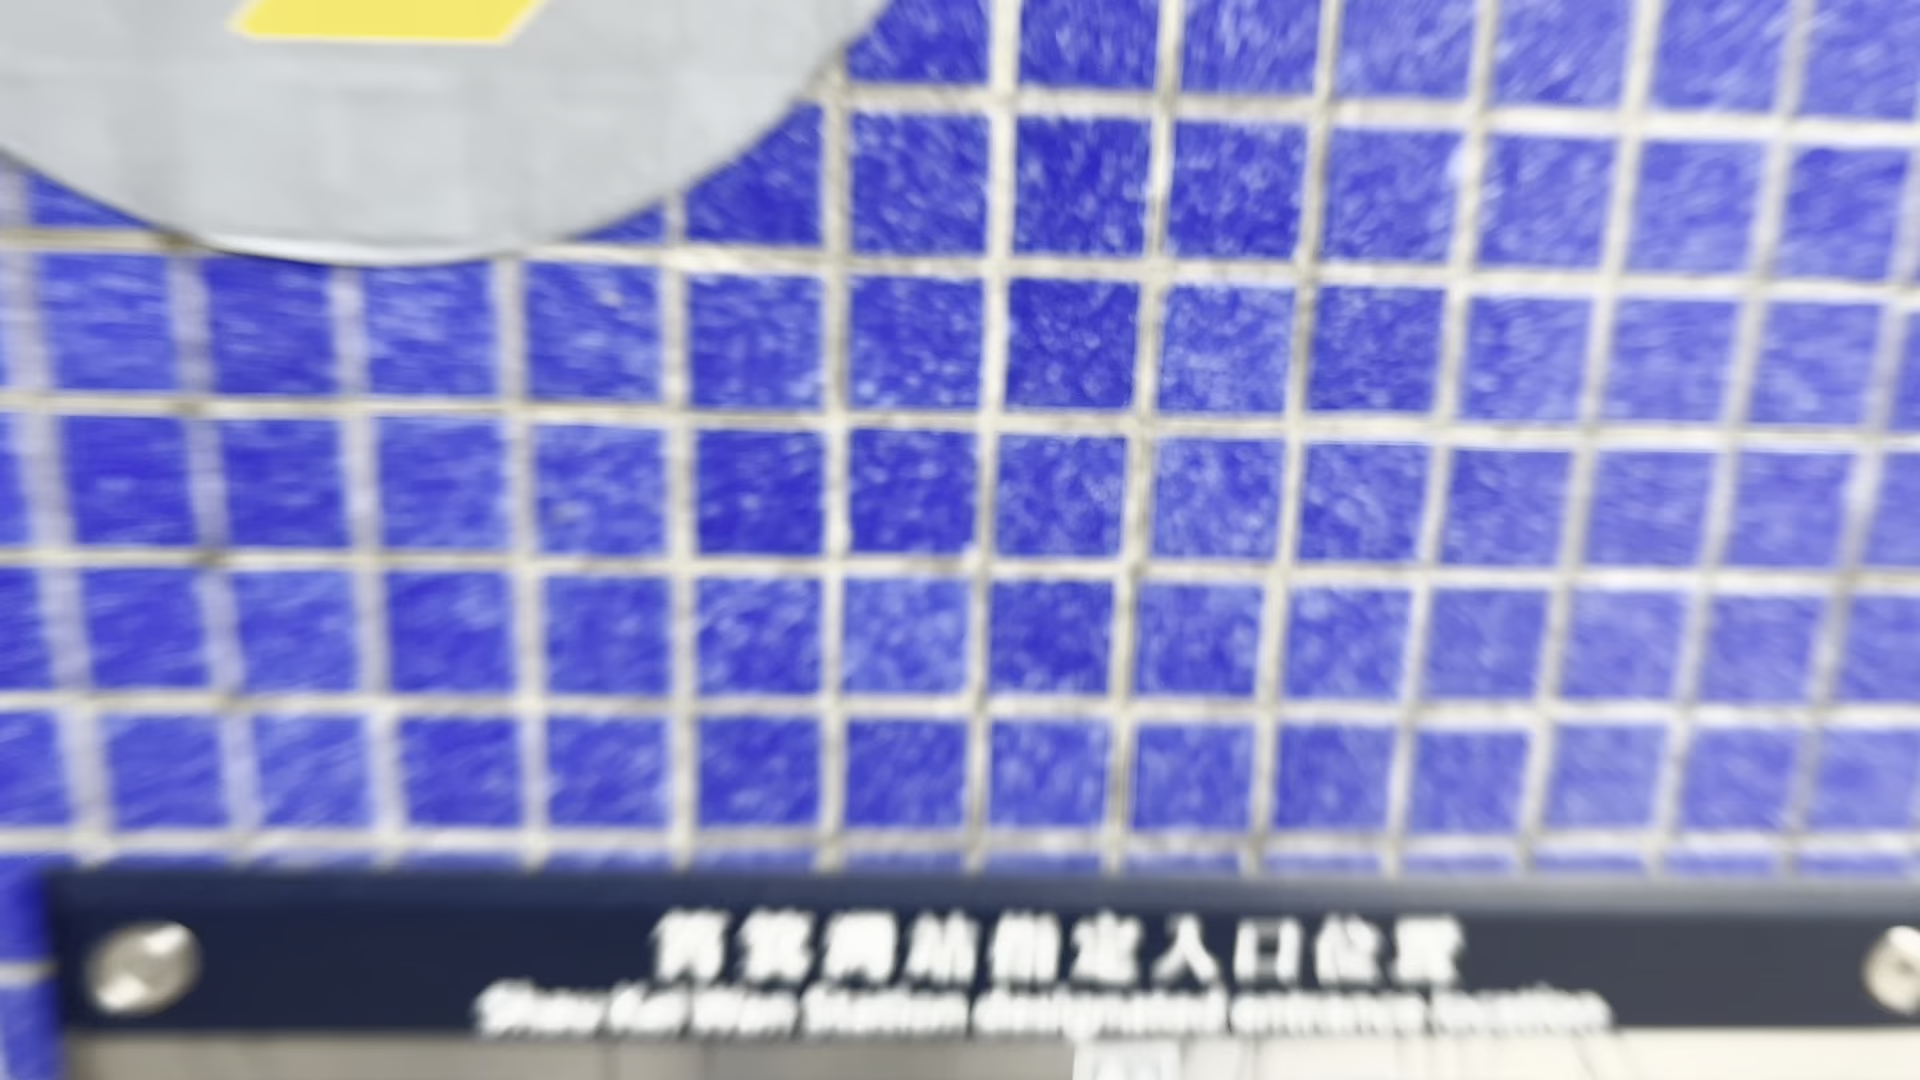 筲箕灣站指定入口位置
Shau Kei Wan Station designated entrance location